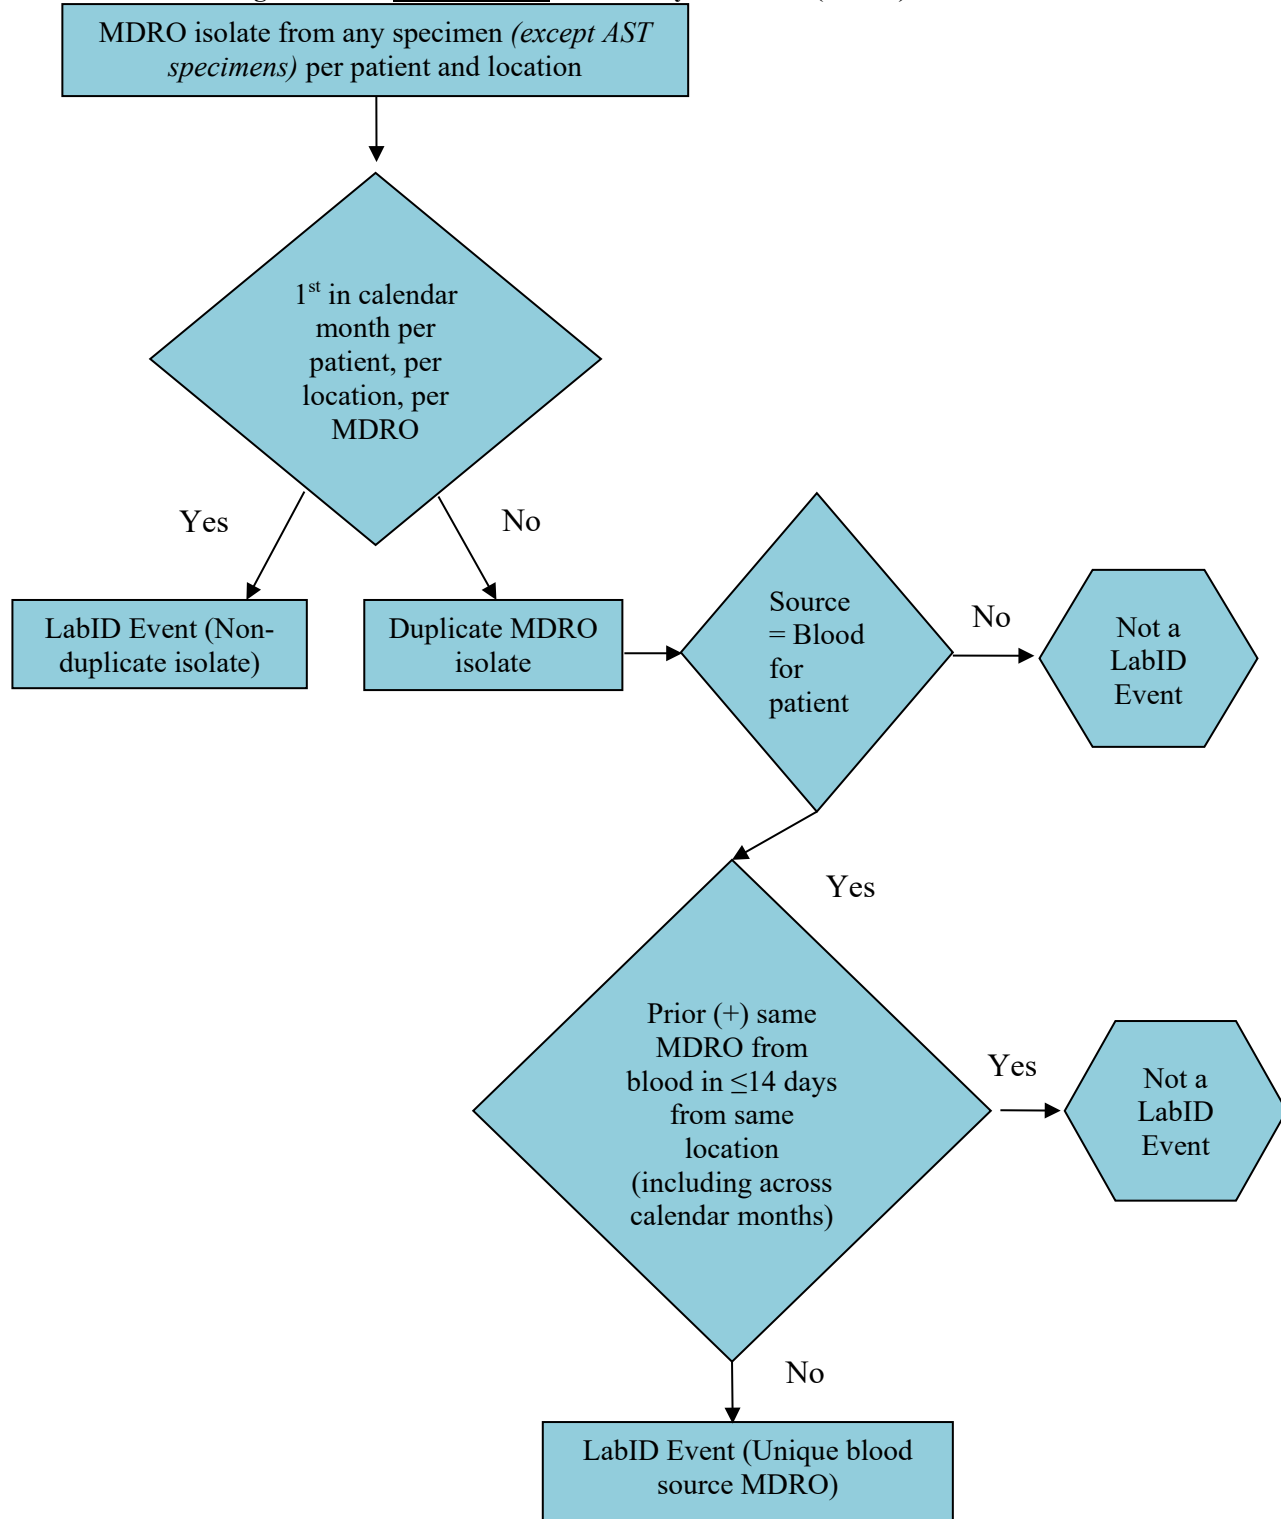 MDRO isolate from any specimen (except AST
specimens) per patient and location
1st in calendar
month per
patient, per
location, per
MDRO
Yes
No
LabID Event (Non-
duplicate isolate)
Duplicate MDRO
isolate
Source
= Blood
for
patient
No
Not a
LabID
Event
Yes
Prior (+) same
MDRO from
blood in ≤14 days
from same
location
(including across
calendar months)
Yes
Not a
LabID
Event
No
LabID Event (Unique blood
source MDRO)